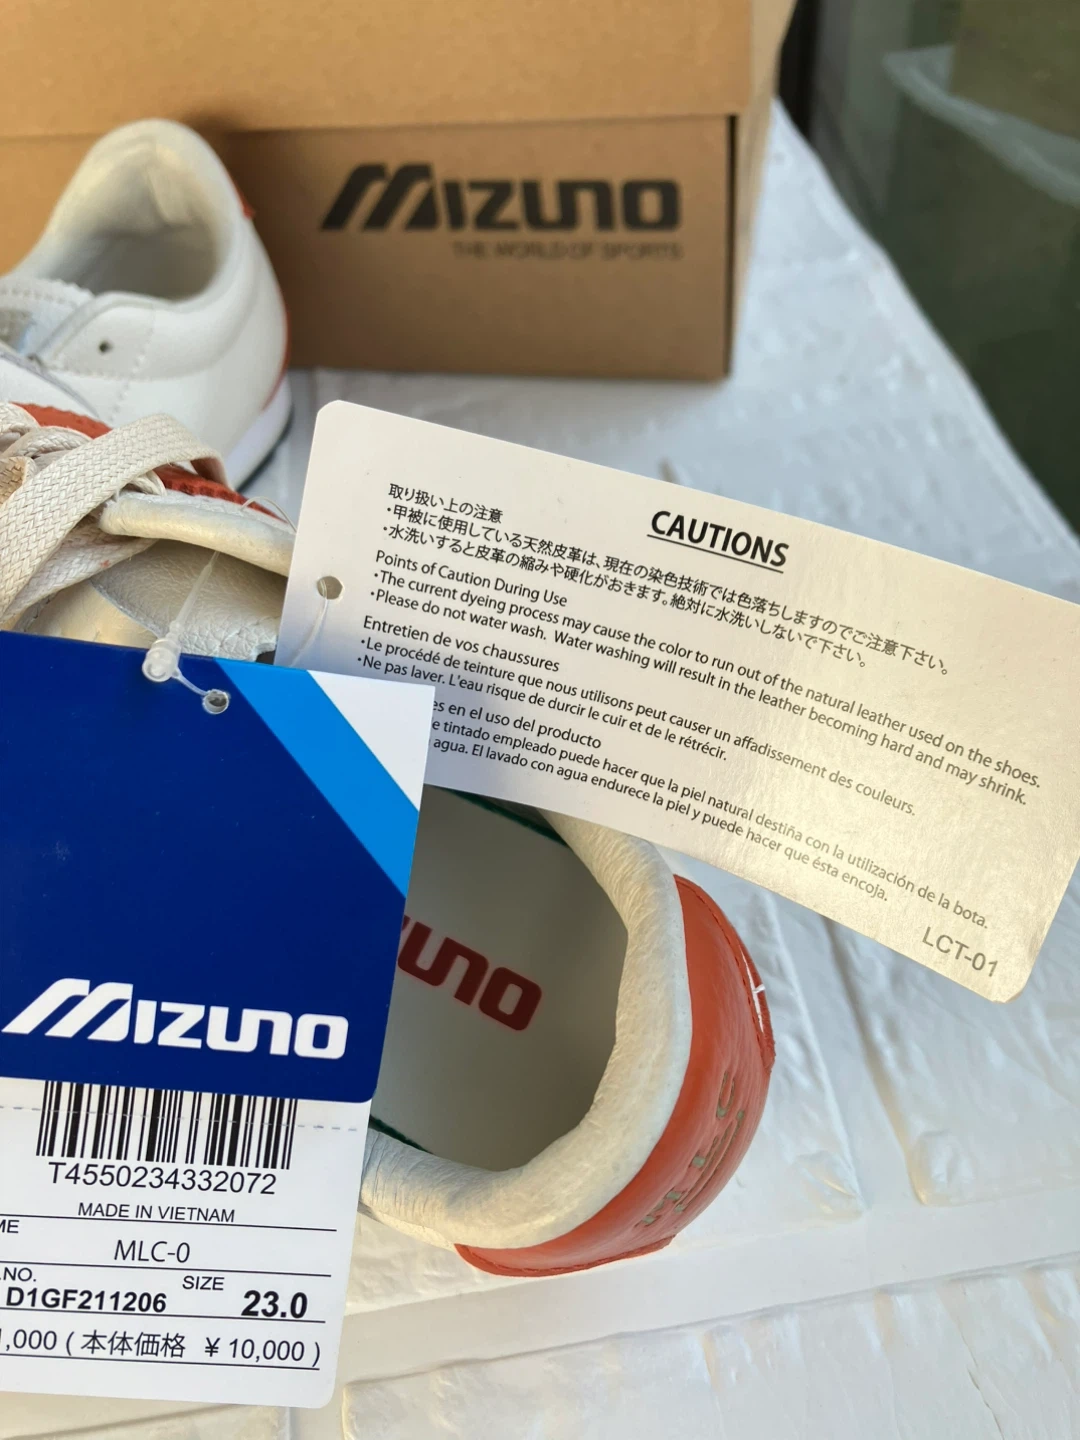 MIZUNO
THE WORLD OF SPORTS
CAUTIONS
取り扱い上の注意
・甲被に使用している天然皮革は、現在の染色技術では色落ちしますのでご注意下さい。
・水洗いすると皮革の縮みや硬化がおきます。絶対に水洗いしないで下さい。
Points of Caution During Use
・The current dyeing process may cause the color to run out of the natural leather used on the shoes.
・Please do not water wash. Water washing will result in the leather becoming hard and may shrink.
Entretien de vos chaussures
・Le procédé de teinture que nous utilisons peut causer un affadissement des couleurs.
・Ne pas laver. L'eau risque de durcir le cuir et de le rétrécir.
es en el uso del producto
e tintado empleado puede hacer que la piel natural destiña con la utilización de la bota.
agua. El lavado con agua endurece la piel y puede hacer que ésta encoja.
LCT-01
MIZUNO
UNO
T4550234332072
MADE IN VIETNAM
ME
MLC-0
.NO.
SIZE
D1GF211206
23.0
1,000 ( 本体価格 ￥10,000 )